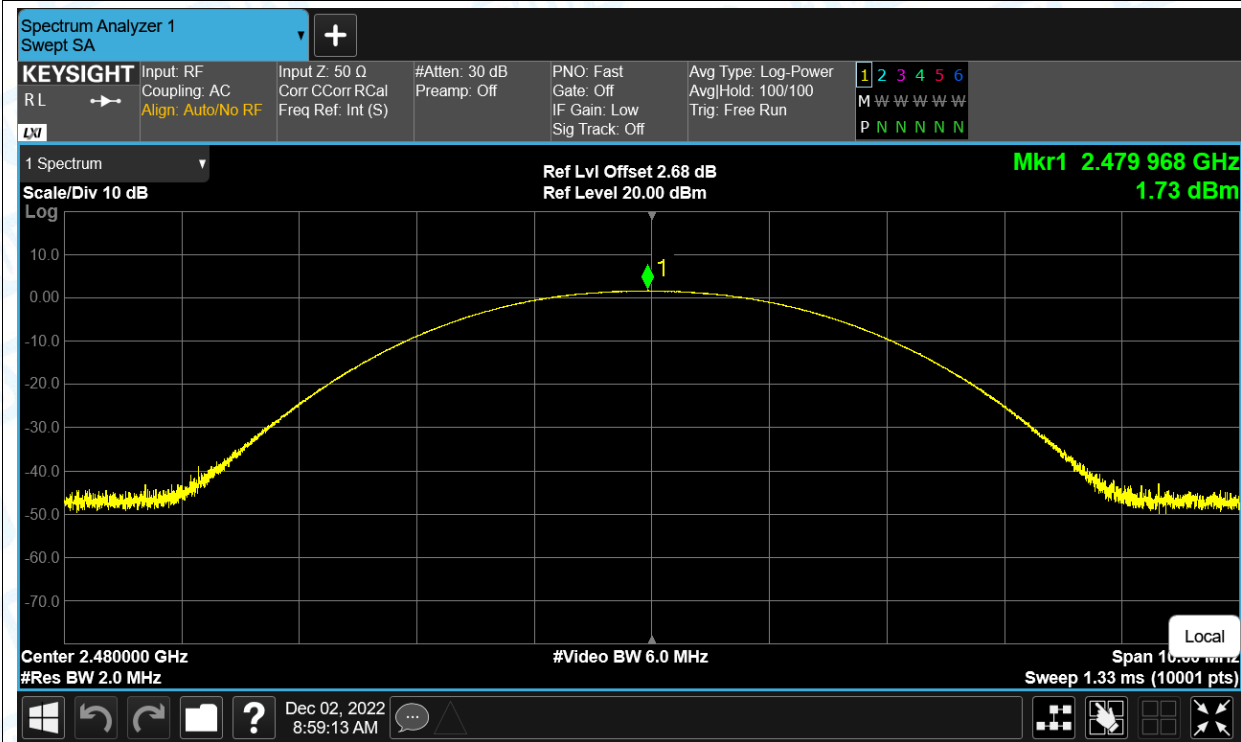 Spectrum Analyzer 1
Swept SA
▼
+
KEYSIGHT
R L
LXI
Input: RF
Coupling: AC
Align: Auto/No RF
Input Z: 50 Ω
Corr CCorr RCal
Freq Ref: Int (S)
#Atten: 30 dB
Preamp: Off
PNO: Fast
Gate: Off
IF Gain: Low
Sig Track: Off
Avg Type: Log-Power
Avg|Hold: 100/100
Trig: Free Run
1 2 3 4 5 6
M W W W W W
P N N N N N
1 Spectrum ▼
Scale/Div 10 dB
Ref Lvl Offset 2.68 dB
Ref Level 20.00 dBm
Mkr1 2.479 968 GHz
1.73 dBm
Log
10.0
0.00
-10.0
-20.0
-30.0
-40.0
-50.0
-60.0
-70.0
1
Local
Center 2.480000 GHz
#Video BW 6.0 MHz
Span 10.00 MHz
#Res BW 2.0 MHz
Sweep 1.33 ms (10001 pts)
?
Dec 02, 2022
8:59:13 AM